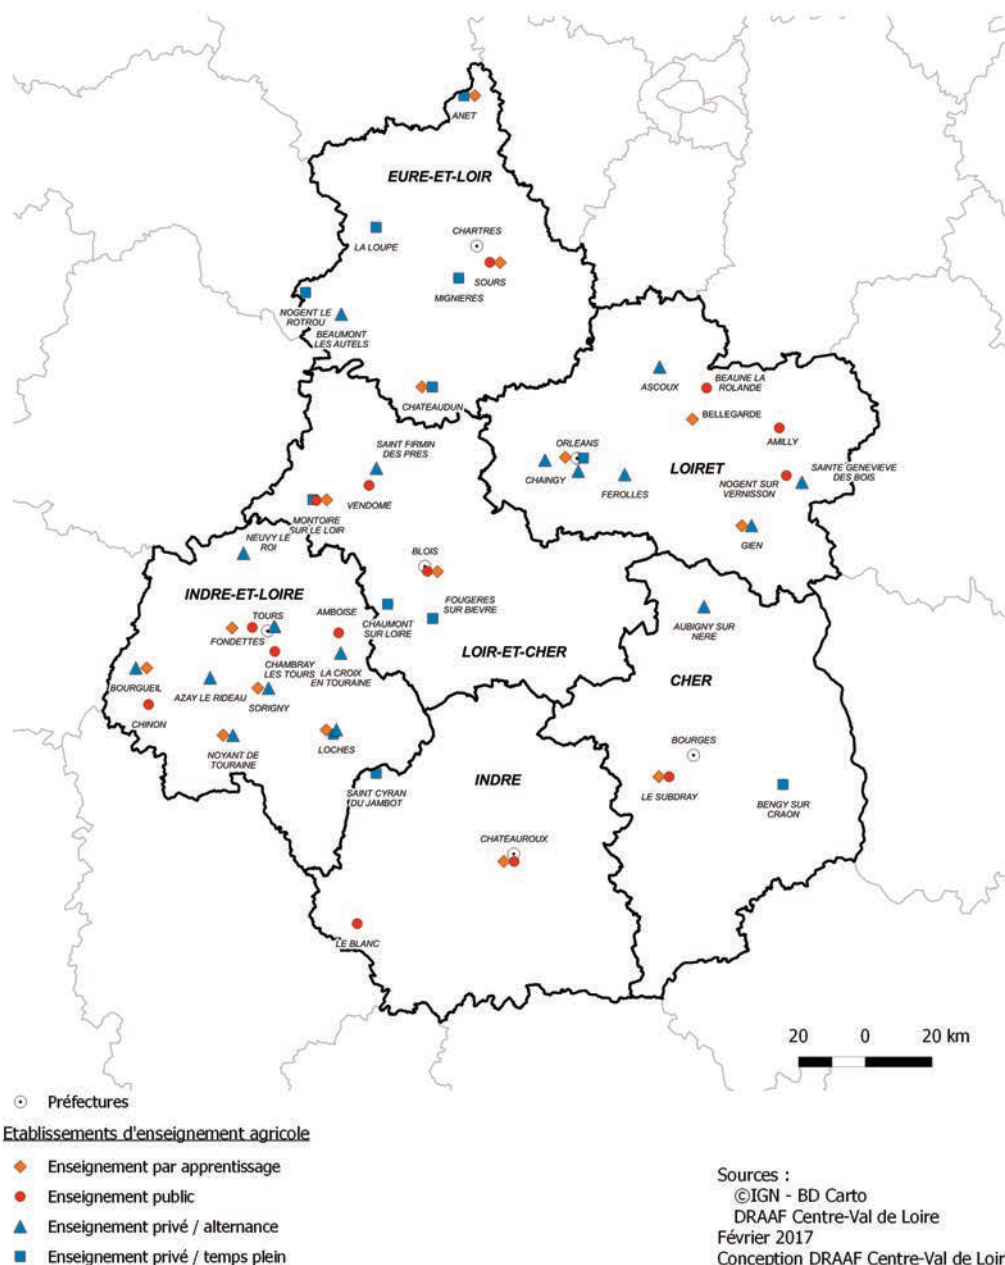 ANET
EURE-ET-LOIR
LA LOUPE
CHARTRES
SOURS
MIGNIERES
NOGENT LE
ROTROU
BEAUMONT
LES AUTELS
CHATEAUDUN
ASCOUX
BEAUNE LA
ROLANDE
BELLEGARDE
AMILLY
ORLEANS
CHAINGY
FEROLLES
LOIRET
NOGENT SUR
VERNISSON
SAINTE GENEVIEVE
DES BOIS
GIEN
SAINT FIRMIN
DES PRES
VENDOME
MONTOIRE
SUR LE LOIR
NEUVY LE
ROI
BLOIS
FOUGERES
SUR BIEVRE
CHAUMONT
SUR LOIRE
LOIR-ET-CHER
INDRE-ET-LOIRE
TOURS
FONDETTES
AMBOISE
CHAMBRAY
LES TOURS
LA CROIX
EN TOURAINE
BOURGUEIL
AZAY LE RIDEAU
SORIGNY
CHINON
NOYANT DE
TOURAINE
LOCHES
SAINT CYRAN
DU JAMBOT
AUBIGNY SUR
NERE
CHER
BOURGES
LE SUBDRAY
BENGY SUR
CRAON
INDRE
CHATEAUROUX
LE BLANC
20 0 20 km
Préfectures
Etablissements d'enseignement agricole
Enseignement par apprentissage
Enseignement public
Enseignement privé / alternance
Enseignement privé / temps plein
Sources :
©IGN - BD Carto
DRAAF Centre-Val de Loire
Février 2017
Conception DRAAF Centre-Val de Loir